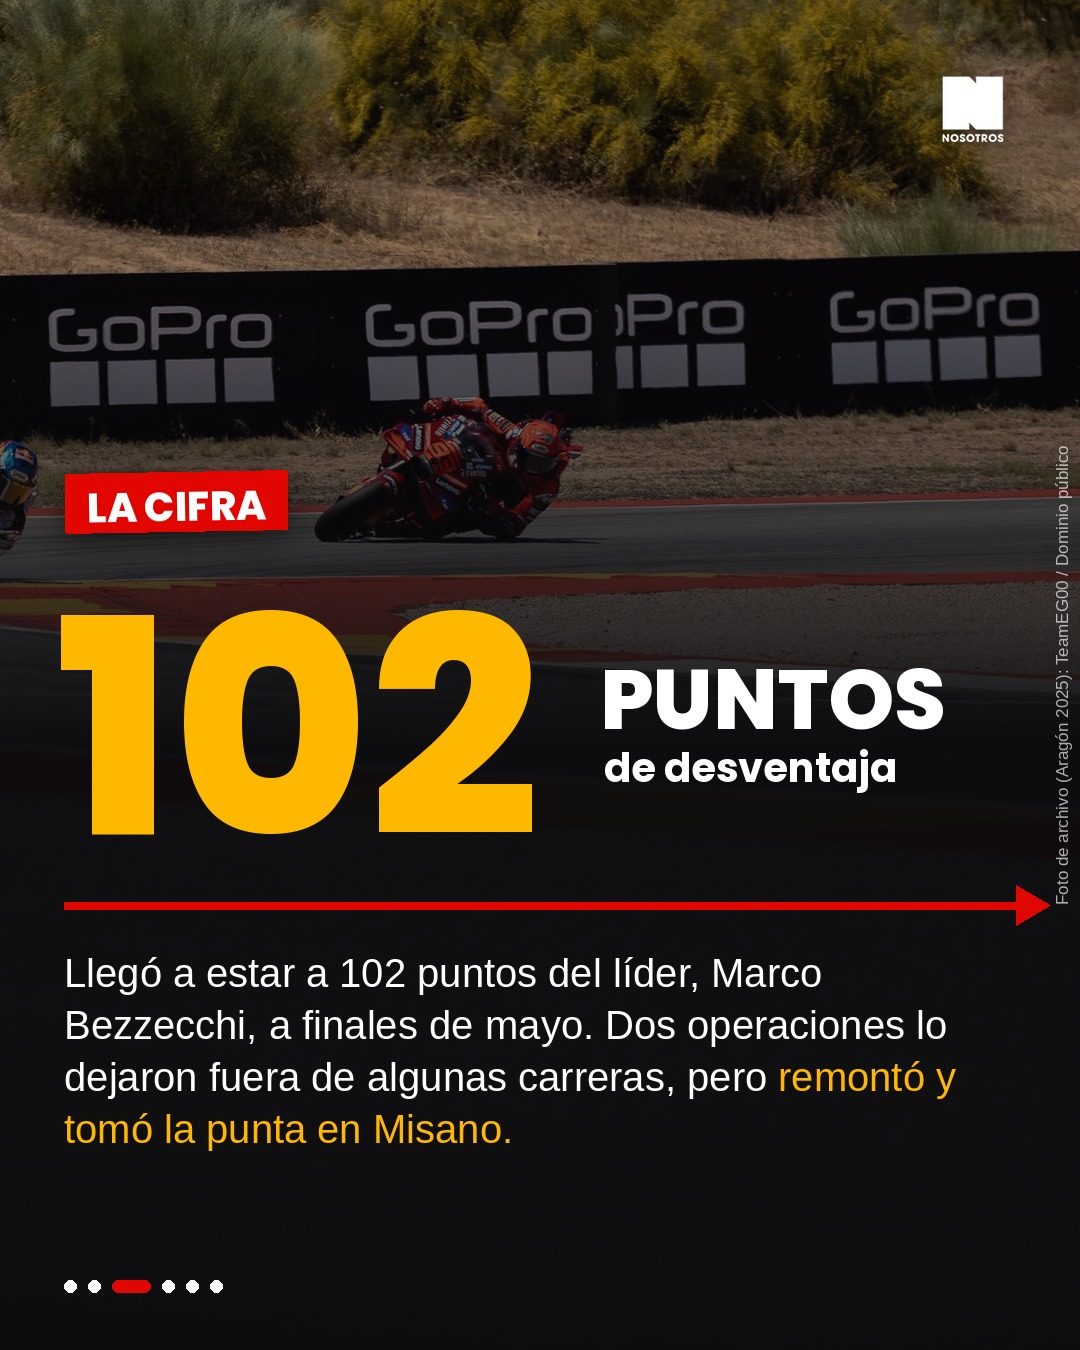 NOSOTROS
GoPro GoPro oPro GoPro
LA CIFRA
102
PUNTOS
de desventaja
Llegó a estar a 102 puntos del líder, Marco
Bezzecchi, a finales de mayo. Dos operaciones lo
dejaron fuera de algunas carreras, pero remontó y
tomó la punta en Misano.
Foto de archivo (Aragón 2025): TeamEG00 / Dominio público